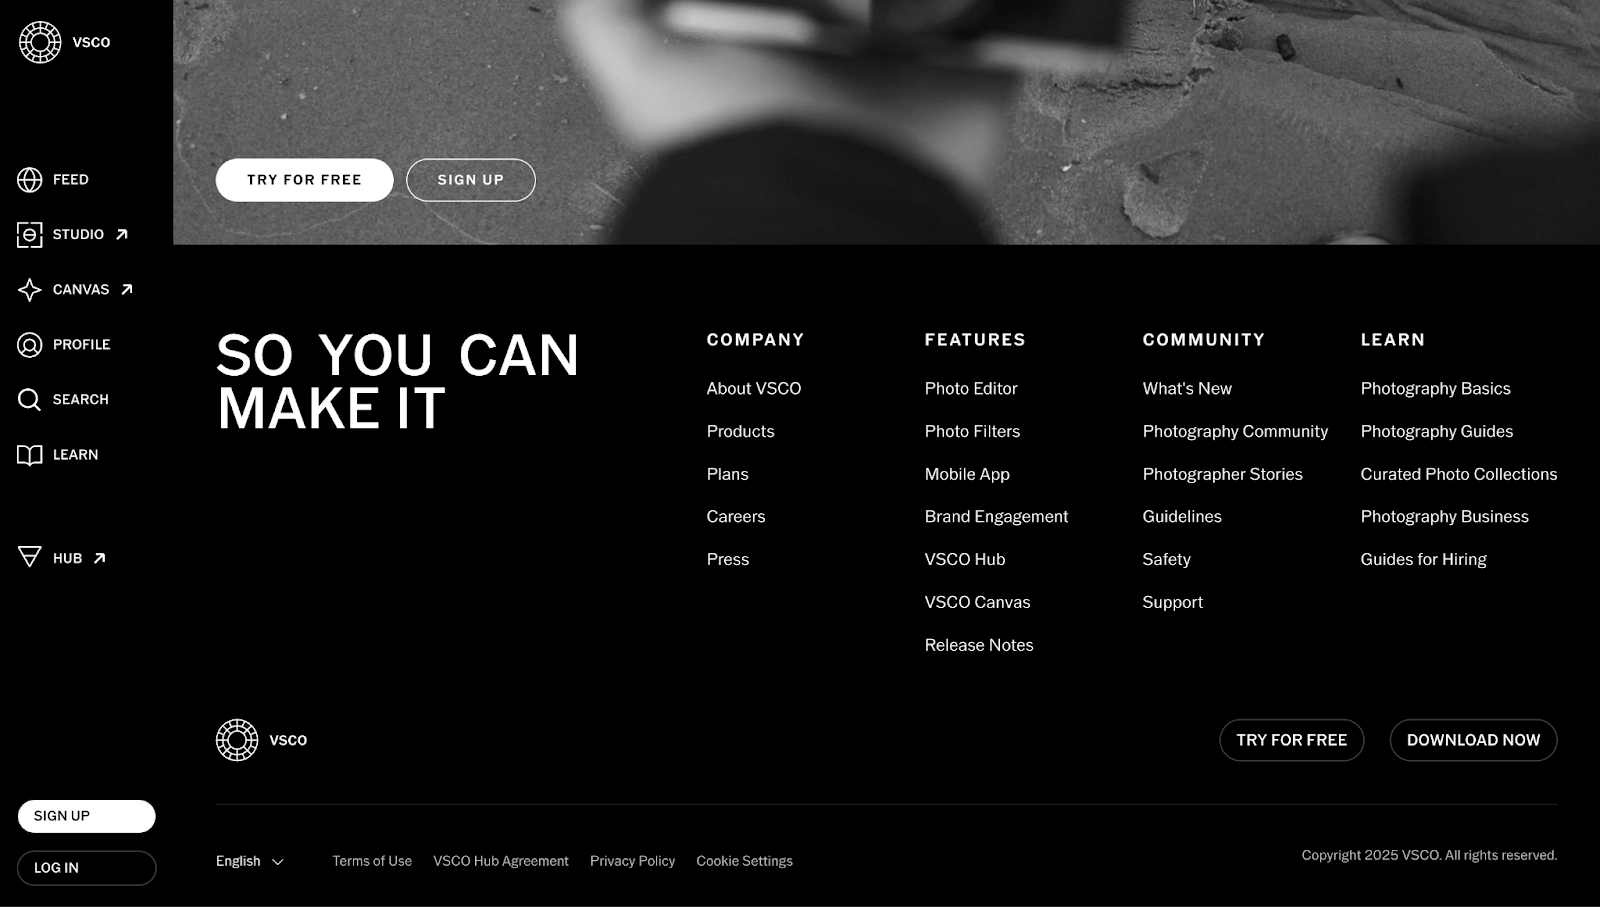 VSCO
FEED
STUDIO
CANVAS
PROFILE
SEARCH
LEARN
HUB
SIGN UP
LOG IN
TRY FOR FREE
SIGN UP
SO YOU CAN
MAKE IT
COMPANY
About VSCO
Products
Plans
Careers
Press
FEATURES
Photo Editor
Photo Filters
Mobile App
Brand Engagement
VSCO Hub
VSCO Canvas
Release Notes
COMMUNITY
What's New
Photography Community
Photographer Stories
Guidelines
Safety
Support
LEARN
Photography Basics
Photography Guides
Curated Photo Collections
Photography Business
Guides for Hiring
VSCO
TRY FOR FREE
DOWNLOAD NOW
English
Terms of Use
VSCO Hub Agreement
Privacy Policy
Cookie Settings
Copyright 2025 VSCO. All rights reserved.